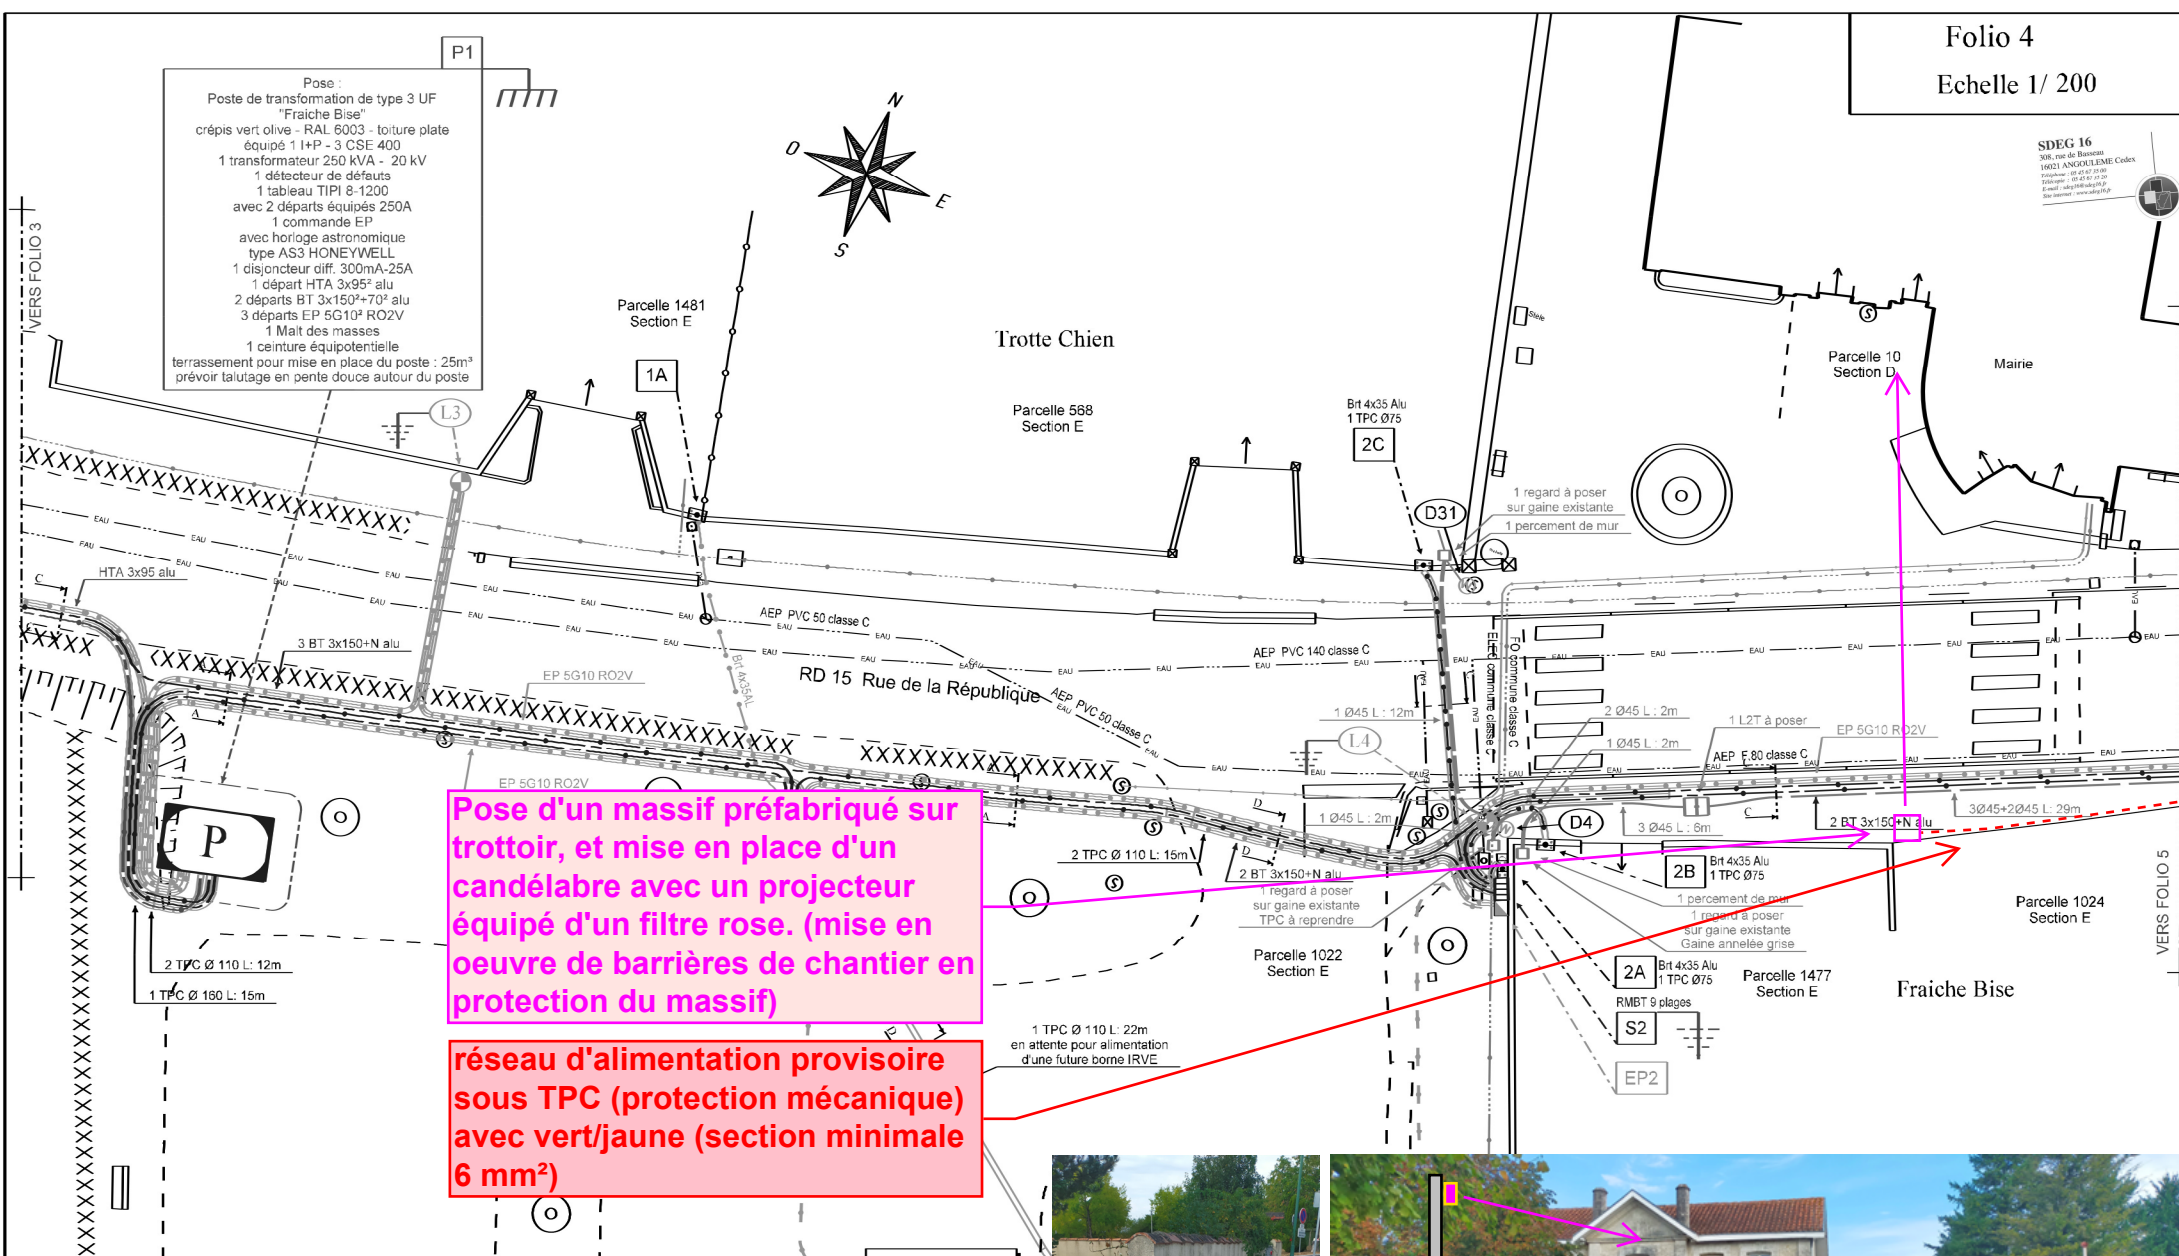 Folio 4
Echelle 1/ 200
SDEG 16
308, rue de Basseau
16021 ANGOULEME Cedex
P1
Pose :
Poste de transformation de type 3 UF
"Fraiche Bise"
crépis vert olive - RAL 6003 - toiture plate
équipé 1 I+P - 3 CSE 400
1 transformateur 250 kVA - 20 kV
1 détecteur de défauts
1 tableau TIPI 8-1200
avec 2 départs équipés 250A
1 commande EP
avec horloge astronomique
type AS3 HONEYWELL
1 disjoncteur diff. 300mA-25A
1 départ HTA 3x95² alu
2 départs BT 3x150²+70² alu
3 départs EP 5G10² RO2V
1 Malt des masses
1 ceinture équipotentielle
terrassement pour mise en place du poste : 25m³
prévoir talutage en pente douce autour du poste
N
O
E
S
VERS FOLIO 3
Parcelle 1481
Section E
1A
L3
Trotte Chien
Parcelle 568
Section E
Brt 4x35 Alu
1 TPC Ø75
2C
Stele
Parcelle 10
Section D
Mairie
D31
1 regard à poser
sur gaine existante
1 percement de mur
HTA 3x95 alu
3 BT 3x150+N alu
EP 5G10 RO2V
EP 5G10 RO2V
Brt 4x35AL
AEP PVC 50 classe C
RD 15 Rue de la République
AEP PVC 50 classe C
AEP PVC 140 classe C
ELEC commune classe C
FO commune classe C
1 Ø45 L : 12m
L4
2 Ø45 L : 2m
1 Ø45 L : 2m
1 L2T à poser
EP 5G10 RO2V
AEP F.80 classe C
1 Ø45 L : 2m
D4
3 Ø45 L : 6m
2 BT 3x150+N alu
3Ø45+2Ø45 L: 29m
P
2 TPC Ø 110 L: 12m
1 TPC Ø 160 L: 15m
2 TPC Ø 110 L: 15m
2 BT 3x150+N alu
1 regard à poser
sur gaine existante
TPC à reprendre
2B
Brt 4x35 Alu
1 TPC Ø75
1 percement de mur
1 regard à poser
sur gaine existante
Gaine annelée grise
Parcelle 1022
Section E
2A
Brt 4x35 Alu
1 TPC Ø75
RMBT 9 plages
S2
EP2
Parcelle 1477
Section E
Parcelle 1024
Section E
Fraiche Bise
VERS FOLIO 5
Pose d'un massif préfabriqué sur
trottoir, et mise en place d'un
candélabre avec un projecteur
équipé d'un filtre rose. (mise en
oeuvre de barrières de chantier en
protection du massif)
1 TPC Ø 110 L: 22m
en attente pour alimentation
d'une future borne IRVE
réseau d'alimentation provisoire
sous TPC (protection mécanique)
avec vert/jaune (section minimale
6 mm²)